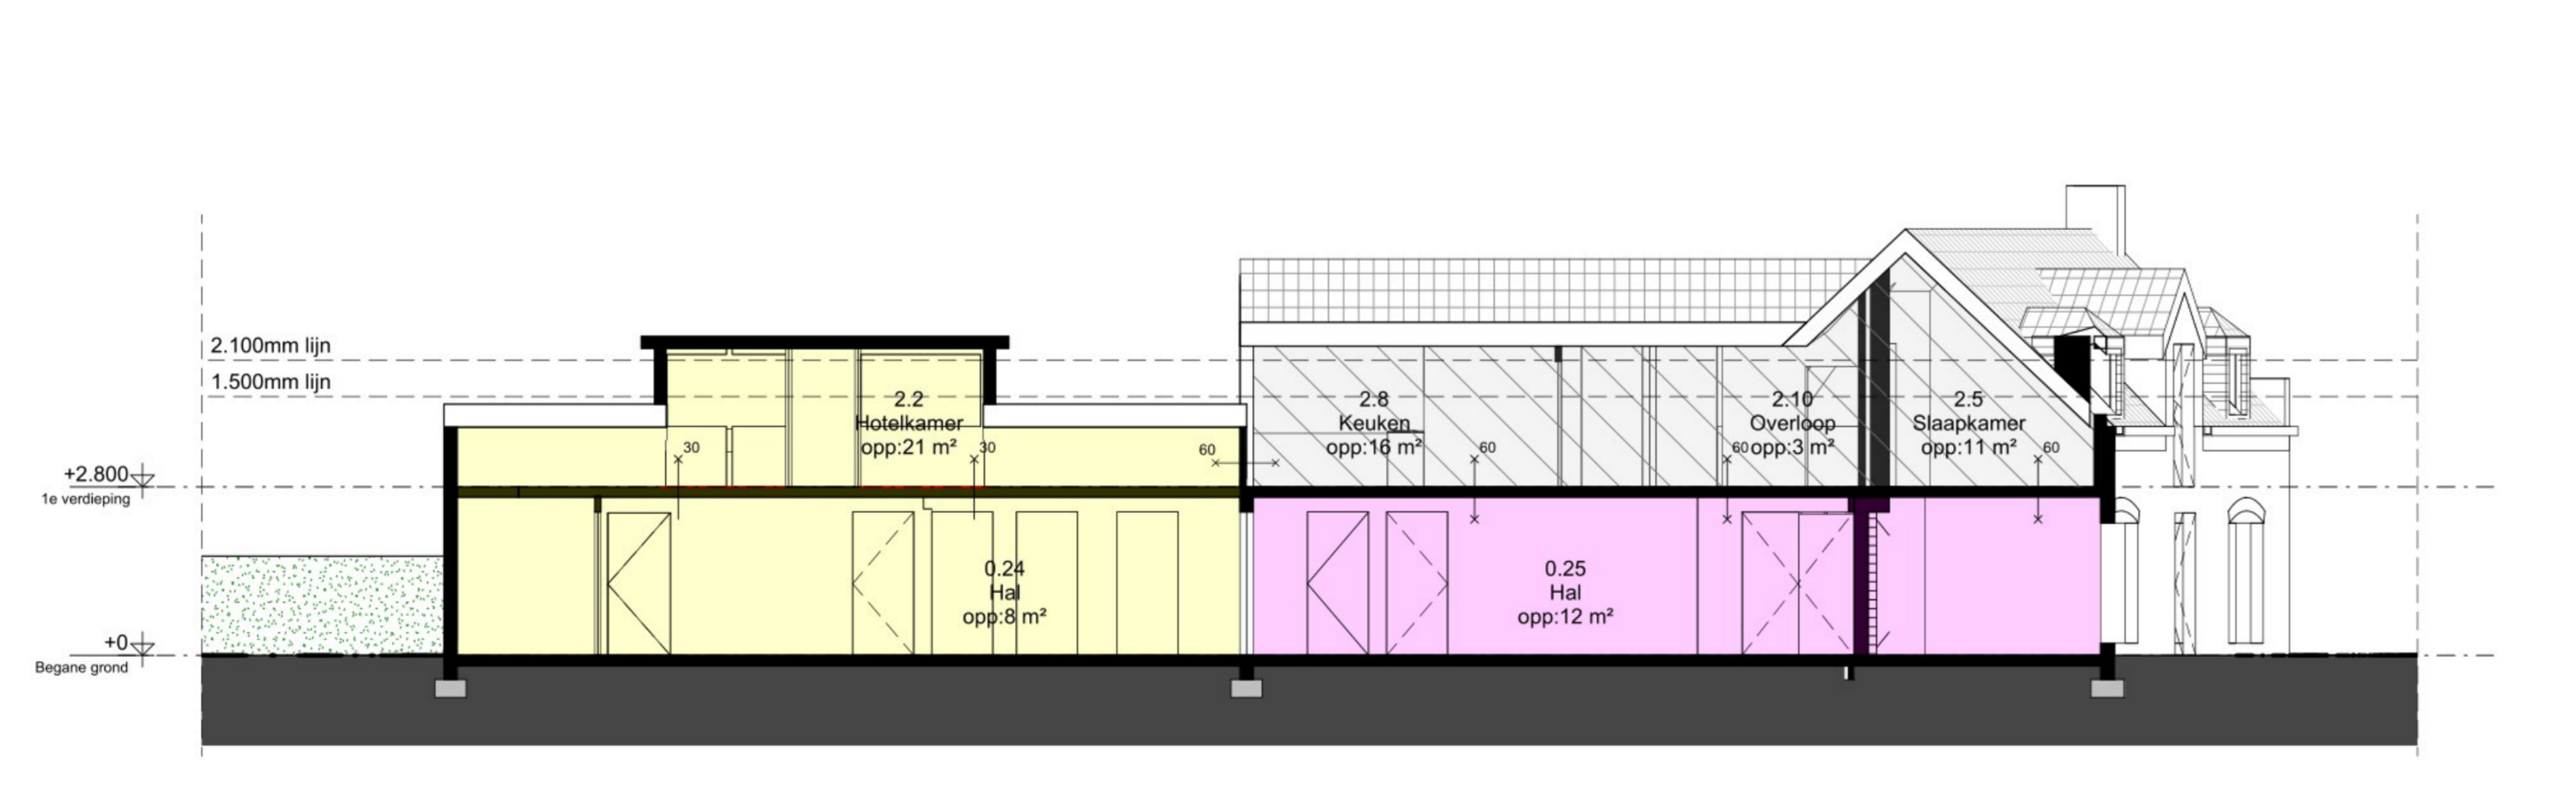 2.100mm lijn
1.500mm lijn
2.2
Hotelkamer
opp:21 m²
30
30
60
2.8
Keuken
opp:16 m²
60
2.10
Overloop
opp:3 m²
60
2.5
Slaapkamer
opp:11 m²
60
+2.800
1e verdieping
0.24
Hal
opp:8 m²
0.25
Hal
opp:12 m²
+0
Begane grond